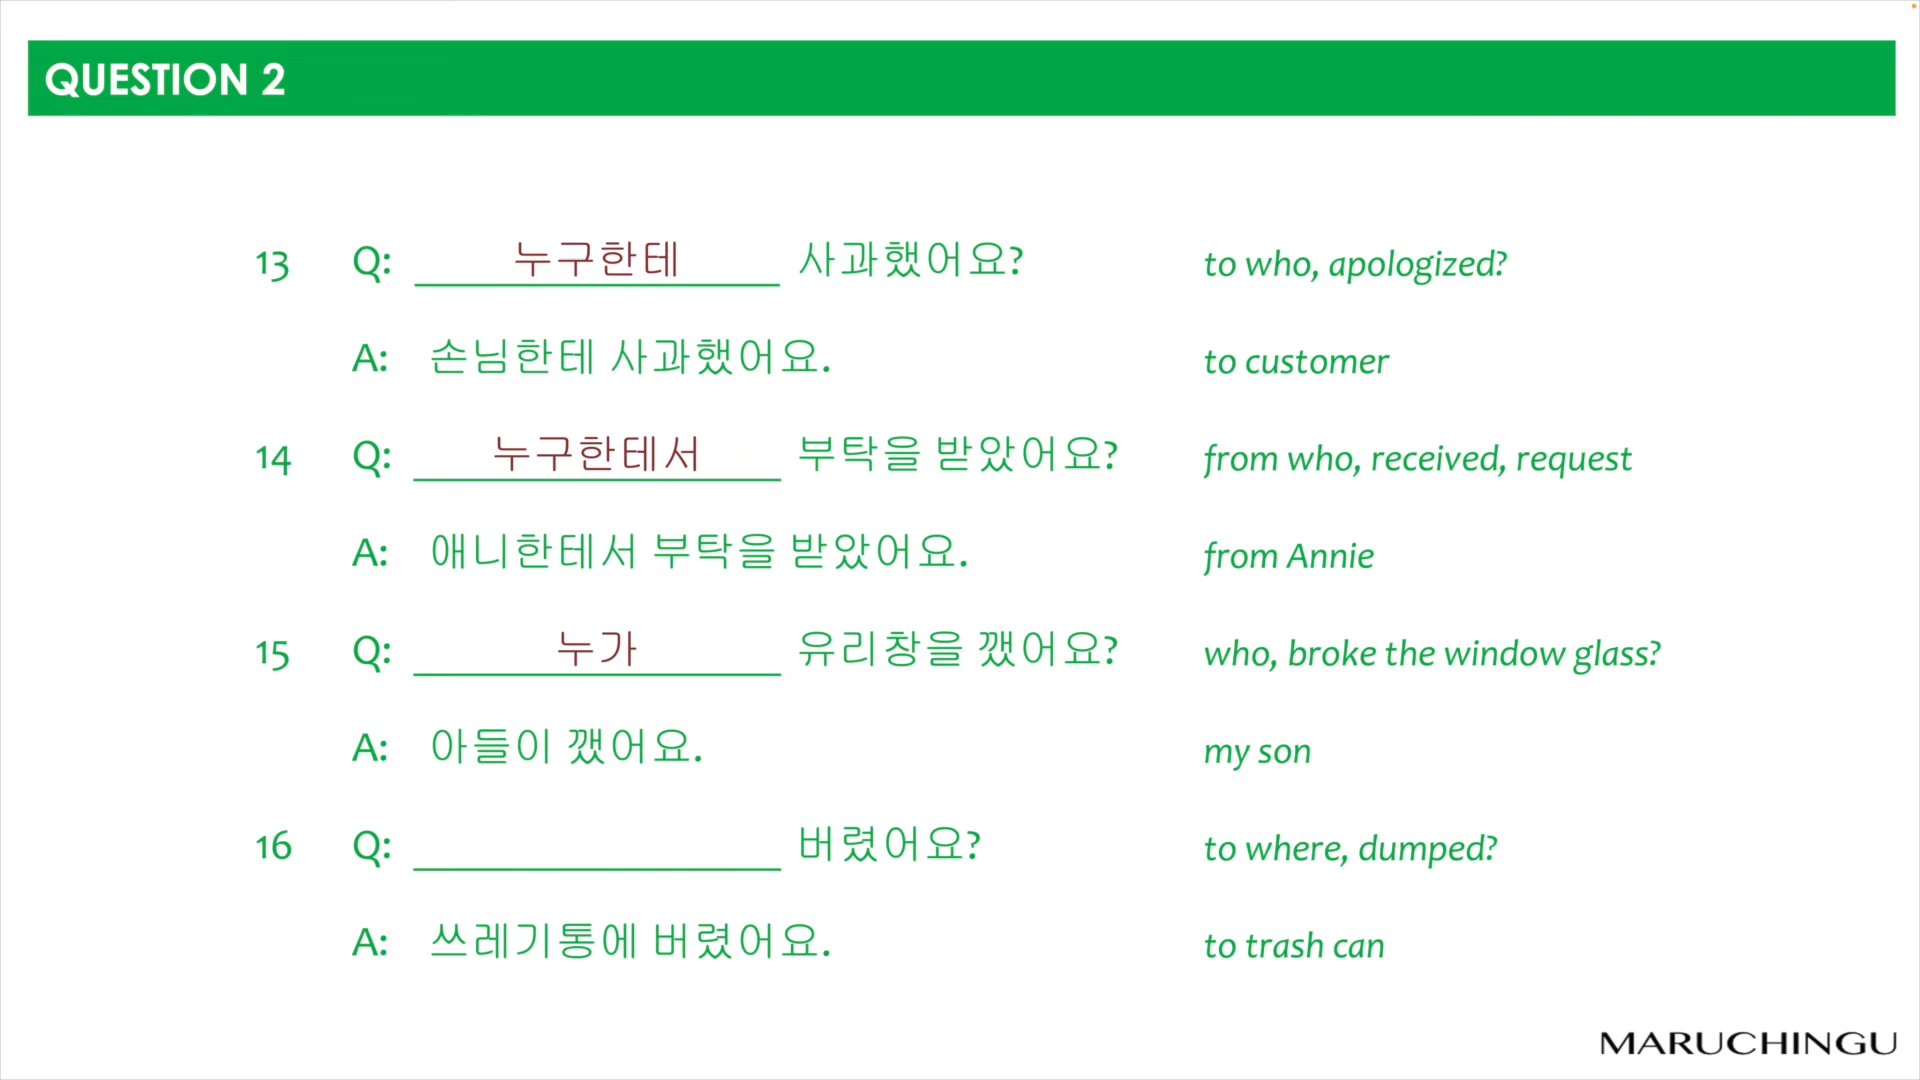 QUESTION 2
13 Q: 누구한테 사과했어요? to who, apologized?
A: 손님한테 사과했어요. to customer
14 Q: 누구한테서 부탁을 받았어요? from who, received, request
A: 애니한테서 부탁을 받았어요. from Annie
15 Q: 누가 유리창을 깼어요? who, broke the window glass?
A: 아들이 깼어요. my son
16 Q: 버렸어요? to where, dumped?
A: 쓰레기통에 버렸어요. to trash can
MARUCHINGU